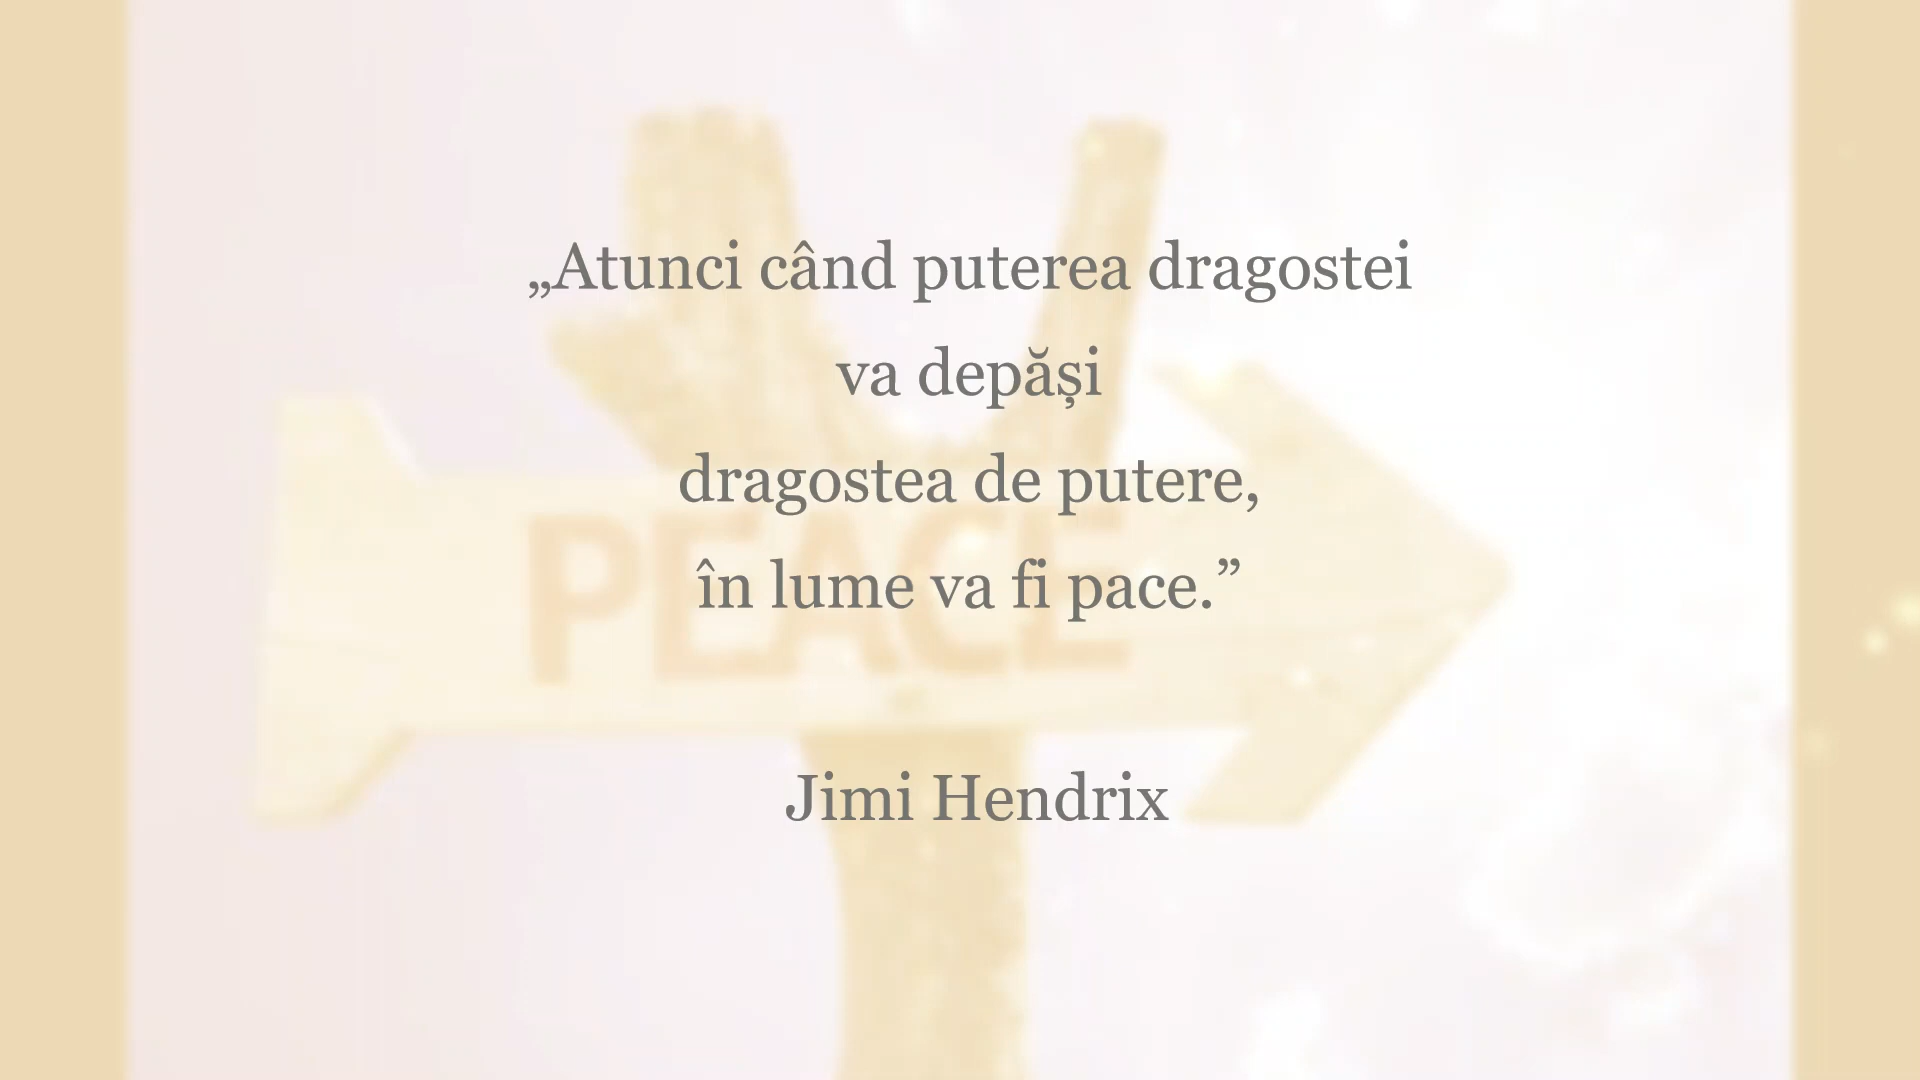 „Atunci când puterea dragostei
va depăși
dragostea de putere,
PEACE
în lume va fi pace.”
Jimi Hendrix